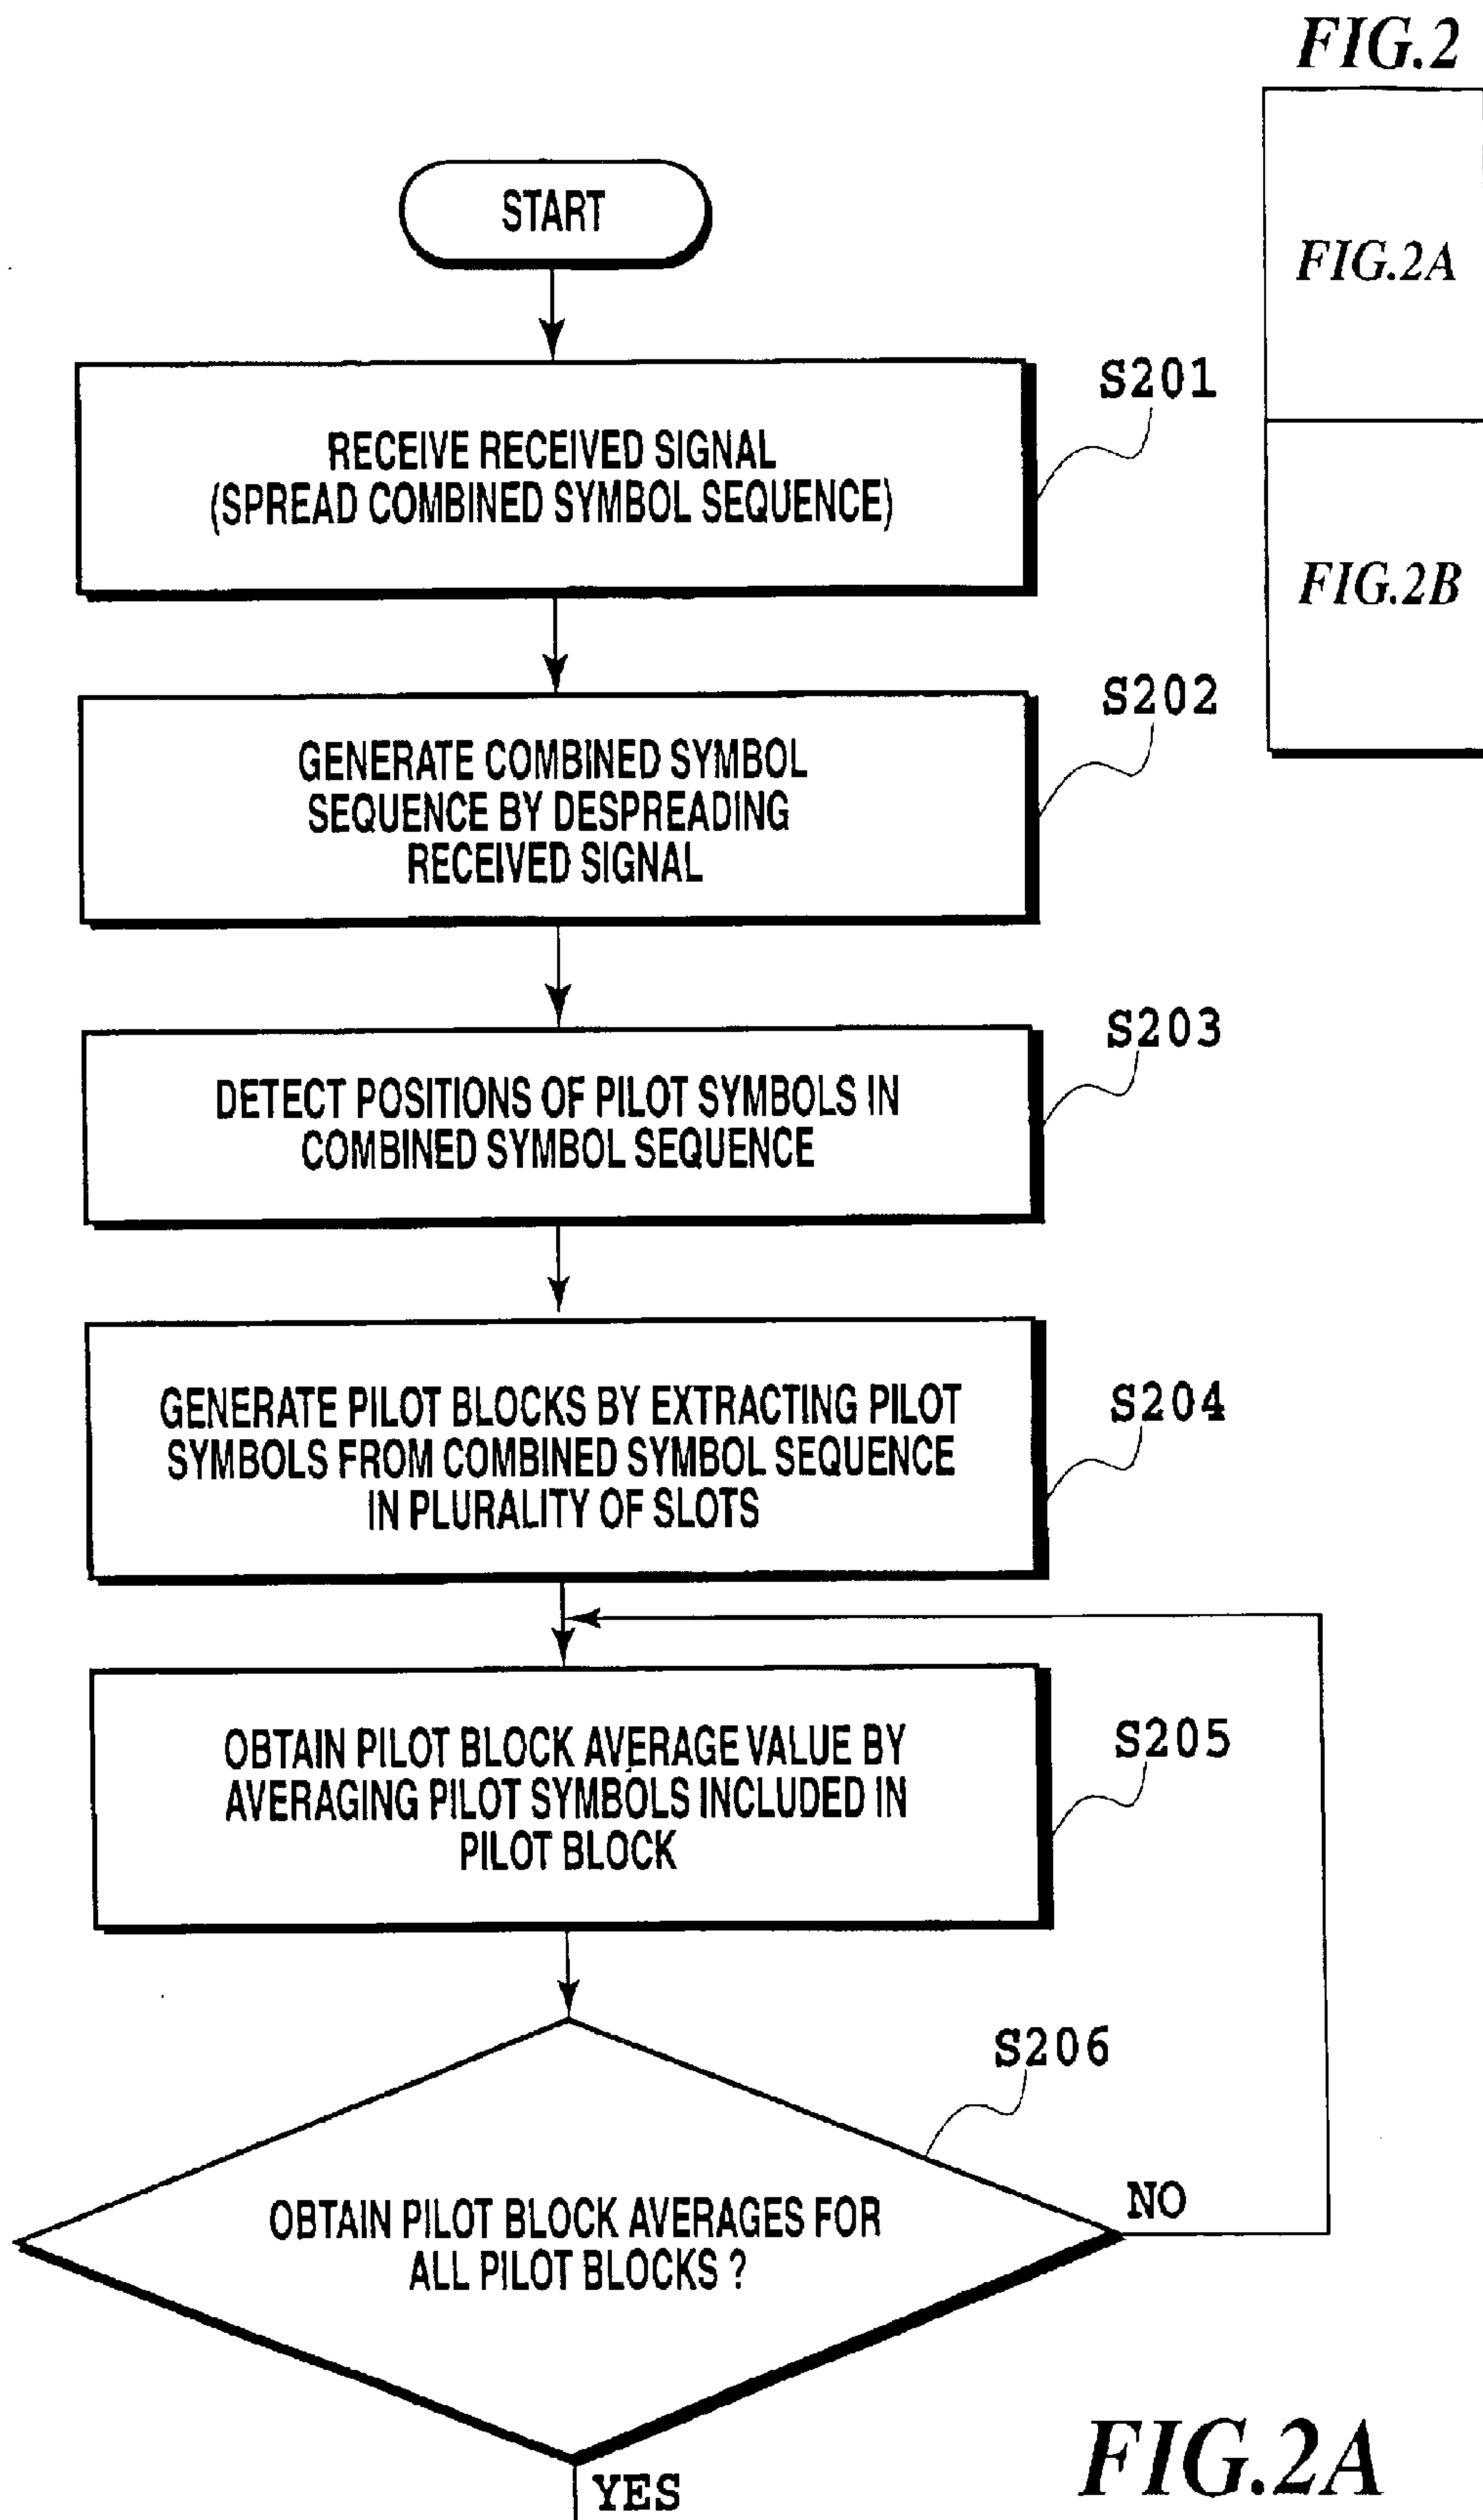 FIG.2
FIG.2A
FIG.2B
START
RECEIVE RECEIVED SIGNAL
(SPREAD COMBINED SYMBOL SEQUENCE)
S201
GENERATE COMBINED SYMBOL
SEQUENCE BY DESPREADING
RECEIVED SIGNAL
S202
DETECT POSITIONS OF PILOT SYMBOLS IN
COMBINED SYMBOL SEQUENCE
S203
GENERATE PILOT BLOCKS BY EXTRACTING PILOT
SYMBOLS FROM COMBINED SYMBOL SEQUENCE
IN PLURALITY OF SLOTS
S204
OBTAIN PILOT BLOCK AVERAGE VALUE BY
AVERAGING PILOT SYMBOLS INCLUDED IN
PILOT BLOCK
S205
S206
OBTAIN PILOT BLOCK AVERAGES FOR
ALL PILOT BLOCKS ?
NO
YES
FIG.2A